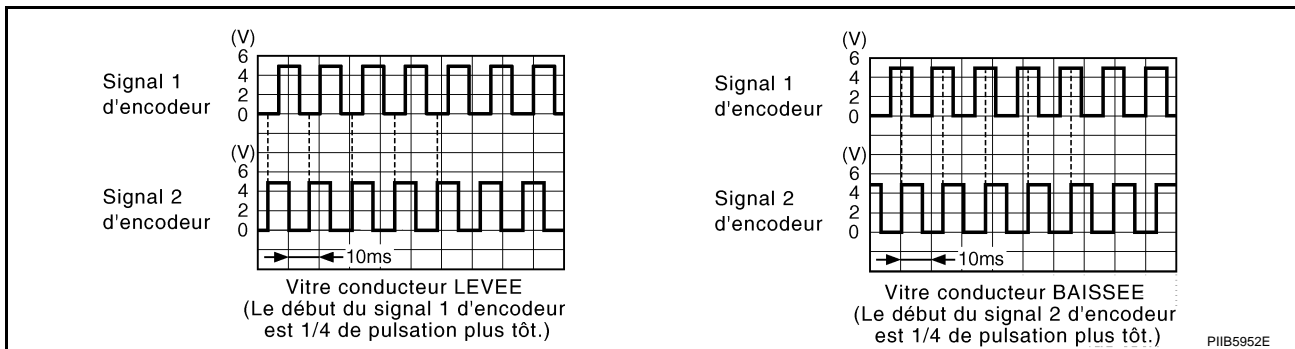 (V)
6
4
2
0
Signal 1
d'encodeur
(V)
6
4
2
0
Signal 2
d'encodeur
10ms
Vitre conducteur LEVEE
(Le début du signal 1 d'encodeur
est 1/4 de pulsation plus tôt.)
(V)
6
4
2
0
Signal 1
d'encodeur
(V)
6
4
2
0
Signal 2
d'encodeur
10ms
Vitre conducteur BAISSEE
(Le début du signal 2 d'encodeur
est 1/4 de pulsation plus tôt.)
PIIB5952E